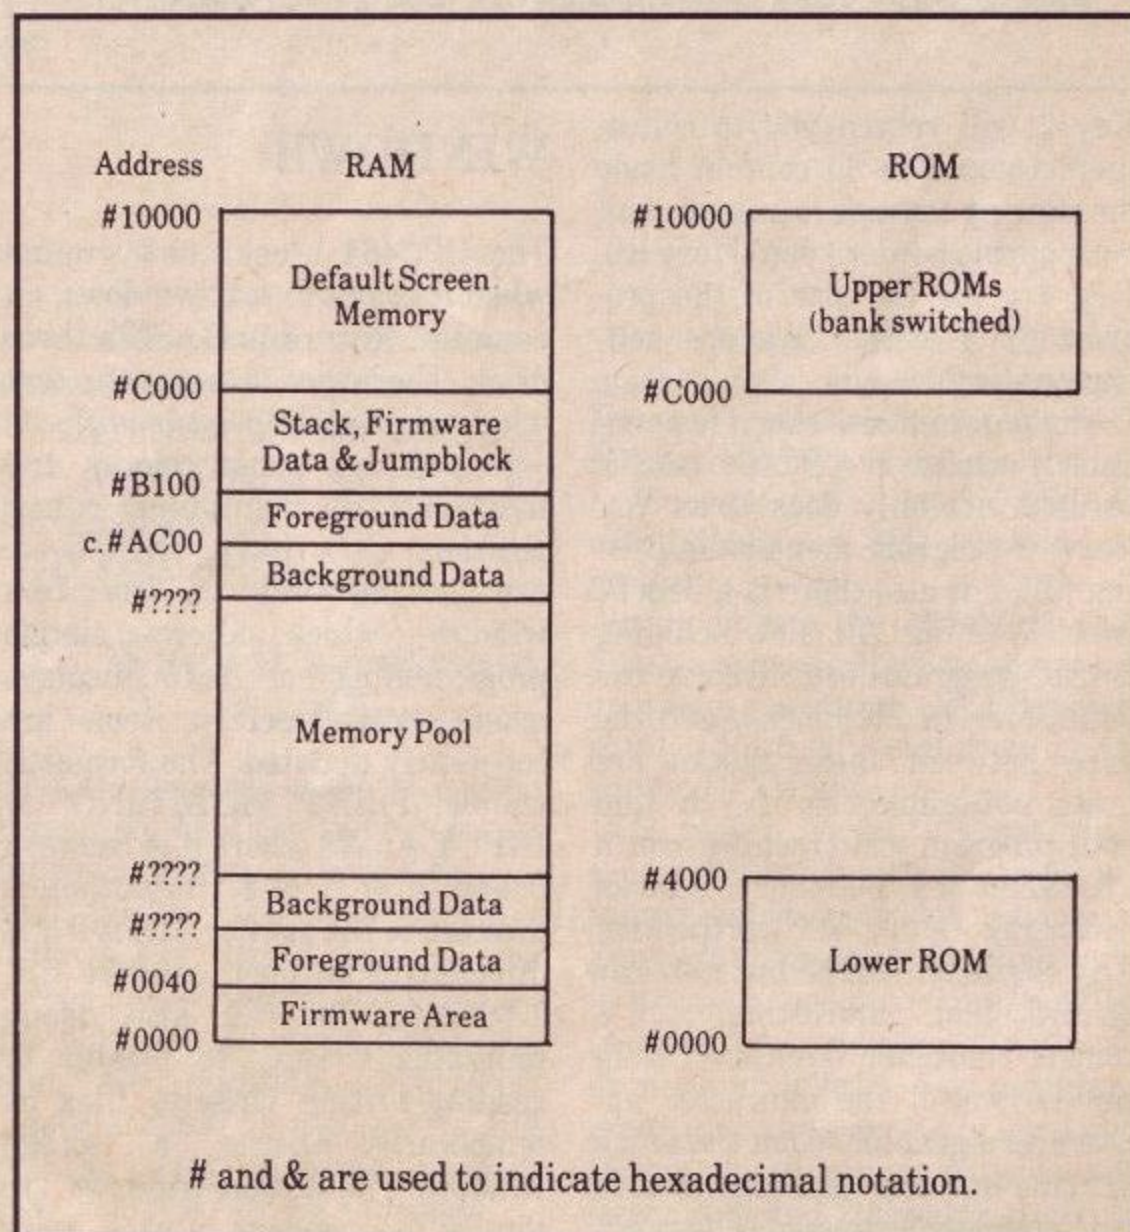 Address RAM ROM
#10000 #10000
Default Screen
Memory
Upper ROMs
(bank switched)
#C000 #C000
Stack, Firmware
Data & Jumpblock
#B100
Foreground Data
c.#AC00
Background Data
#????
Memory Pool
#???? #4000
Background Data
#????
Foreground Data
Lower ROM
#0040
Firmware Area
#0000 #0000
# and & are used to indicate hexadecimal notation.